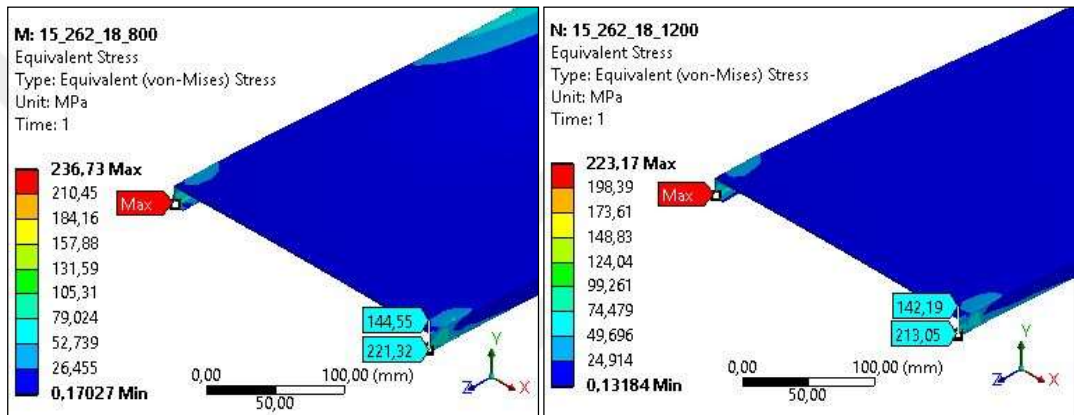 M: 15_262_18_800
Equivalent Stress
Type: Equivalent (von-Mises) Stress
Unit: MPa
Time: 1
236,73 Max
210,45
184,16
157,88
131,59
105,31
79,024
52,739
26,455
0,17027 Min
Max
144,55
221,32
0,00
100,00 (mm)
50,00
Y
Z
X
N: 15_262_18_1200
Equivalent Stress
Type: Equivalent (von-Mises) Stress
Unit: MPa
Time: 1
223,17 Max
198,39
173,61
148,83
124,04
99,261
74,479
49,696
24,914
0,13184 Min
Max
142,19
213,05
0,00
100,00 (mm)
50,00
Y
Z
X